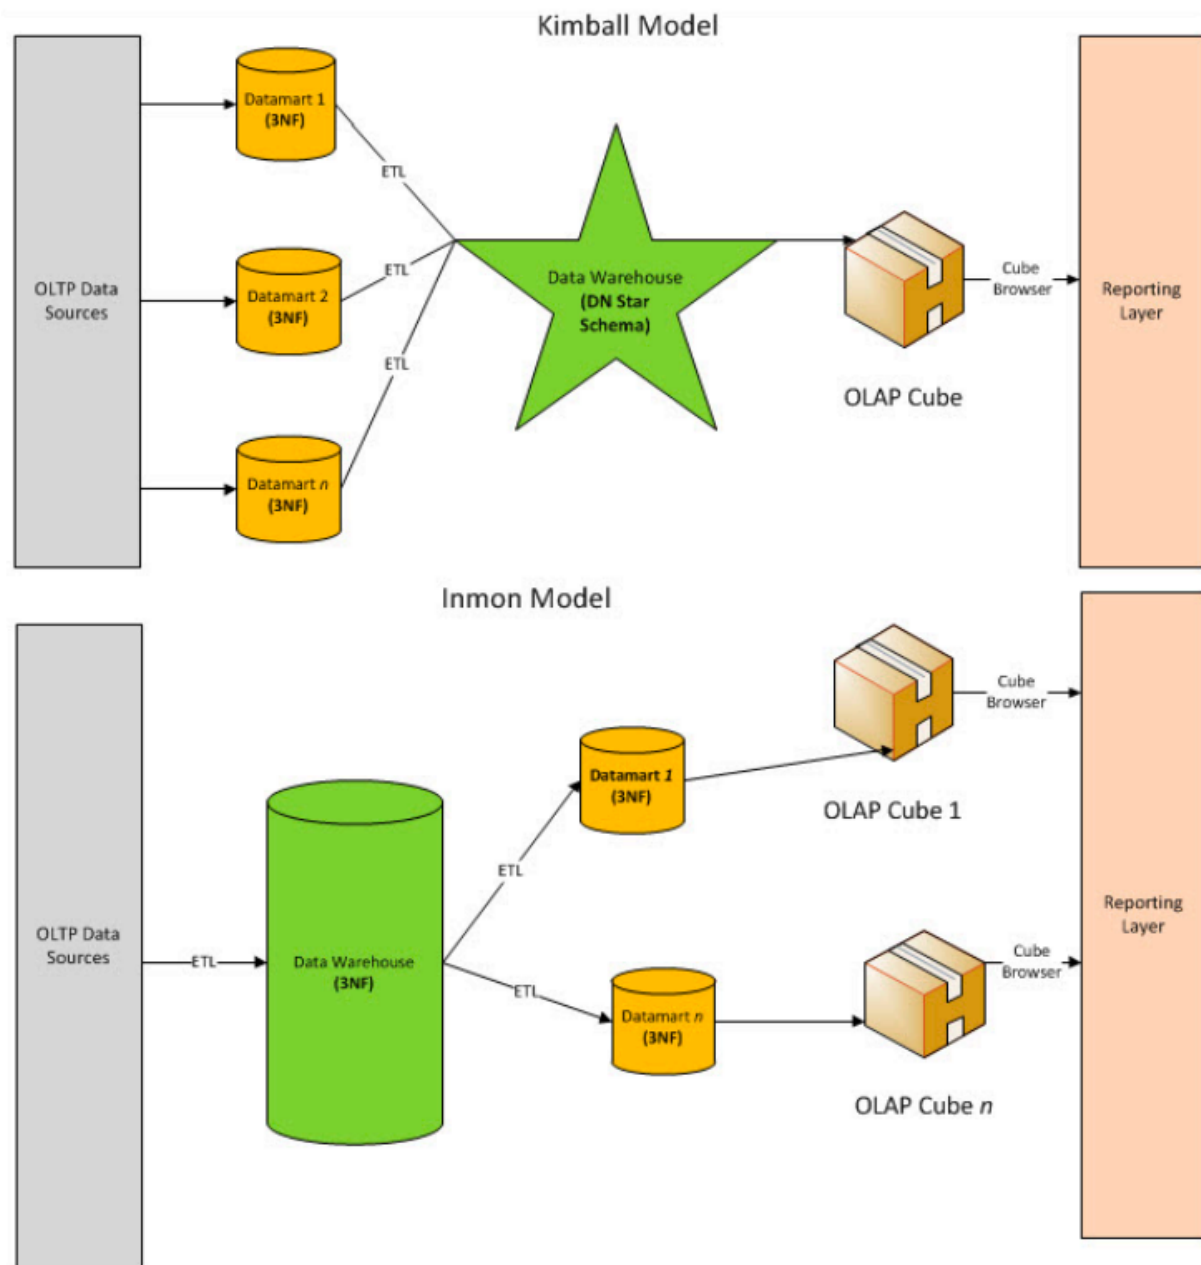 Kimball Model
OLTP Data
Sources
Datamart 1
(3NF)
ETL
Datamart 2
(3NF)
ETL
Datamart n
(3NF)
ETL
Data Warehouse
(DN Star
Schema)
OLAP Cube
Cube
Browser
Reporting
Layer
Inmon Model
OLTP Data
Sources
ETL
Data Warehouse
(3NF)
ETL
Datamart 1
(3NF)
OLAP Cube 1
Cube
Browser
ETL
Datamart n
(3NF)
OLAP Cube n
Cube
Browser
Reporting
Layer